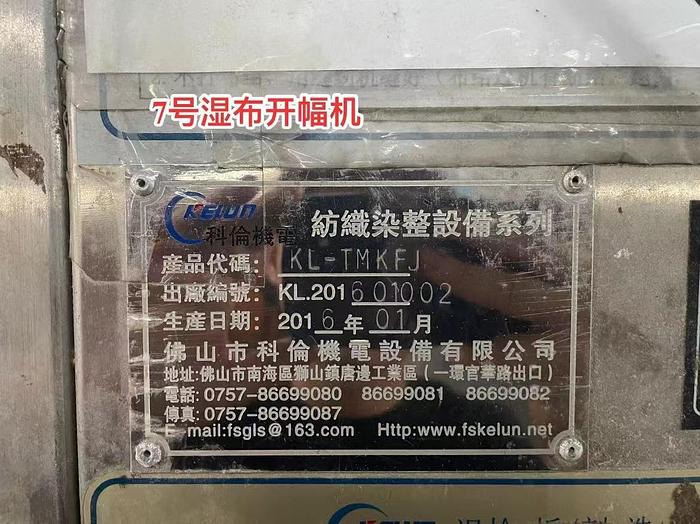 7号湿布开幅机
KELUN
科倫機電
紡織染整設備系列
產品代碼: KL-TMKFJ
出廠編號: KL.201601002
生產日期: 2016年01月
佛山市科倫機電設備有限公司
地址:佛山市南海區獅山鎮唐邊工業區（一環官華路出口）
電話: 0757-86699080 86699081 86699082
傳真: 0757-86699087
E-mail:fsgls@163.com Http:www.fskelun.net